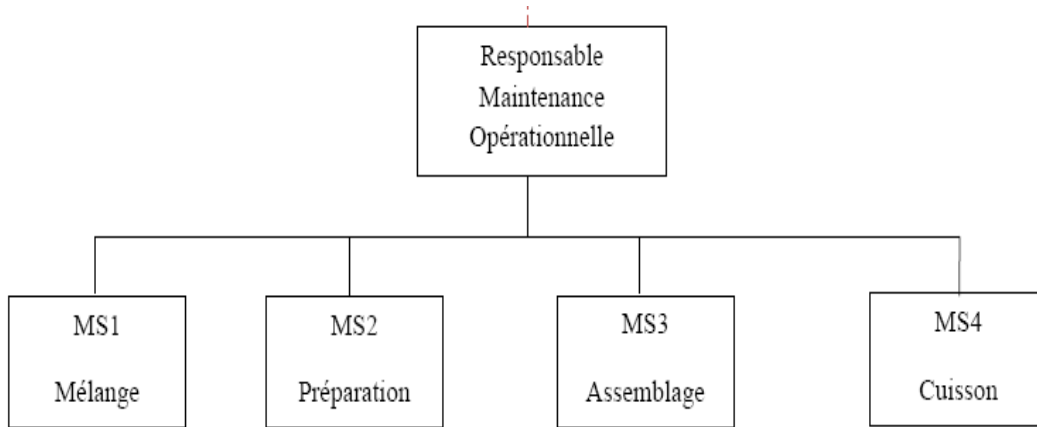 Responsable
Maintenance
Opérationnelle
MS1
Mélange
MS2
Préparation
MS3
Assemblage
MS4
Cuisson